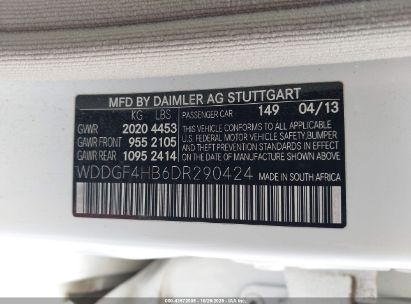 MFD BY DAIMLER AG STUTTGART
KG LBS PASSENGER CAR 149 04/13
GVWR 2020 4453 THIS VEHICLE CONFORMS TO ALL APPLICABLE
GAWR FRONT 955 2105 U.S. FEDERAL MOTOR VEHICLE SAFETY, BUMPER
GAWR REAR 1095 2414 AND THEFT PREVENTION STANDARDS IN EFFECT
ON THE DATE OF MANUFACTURE SHOWN ABOVE.
WDDGF4HB6DR290424 MADE IN SOUTH AFRICA